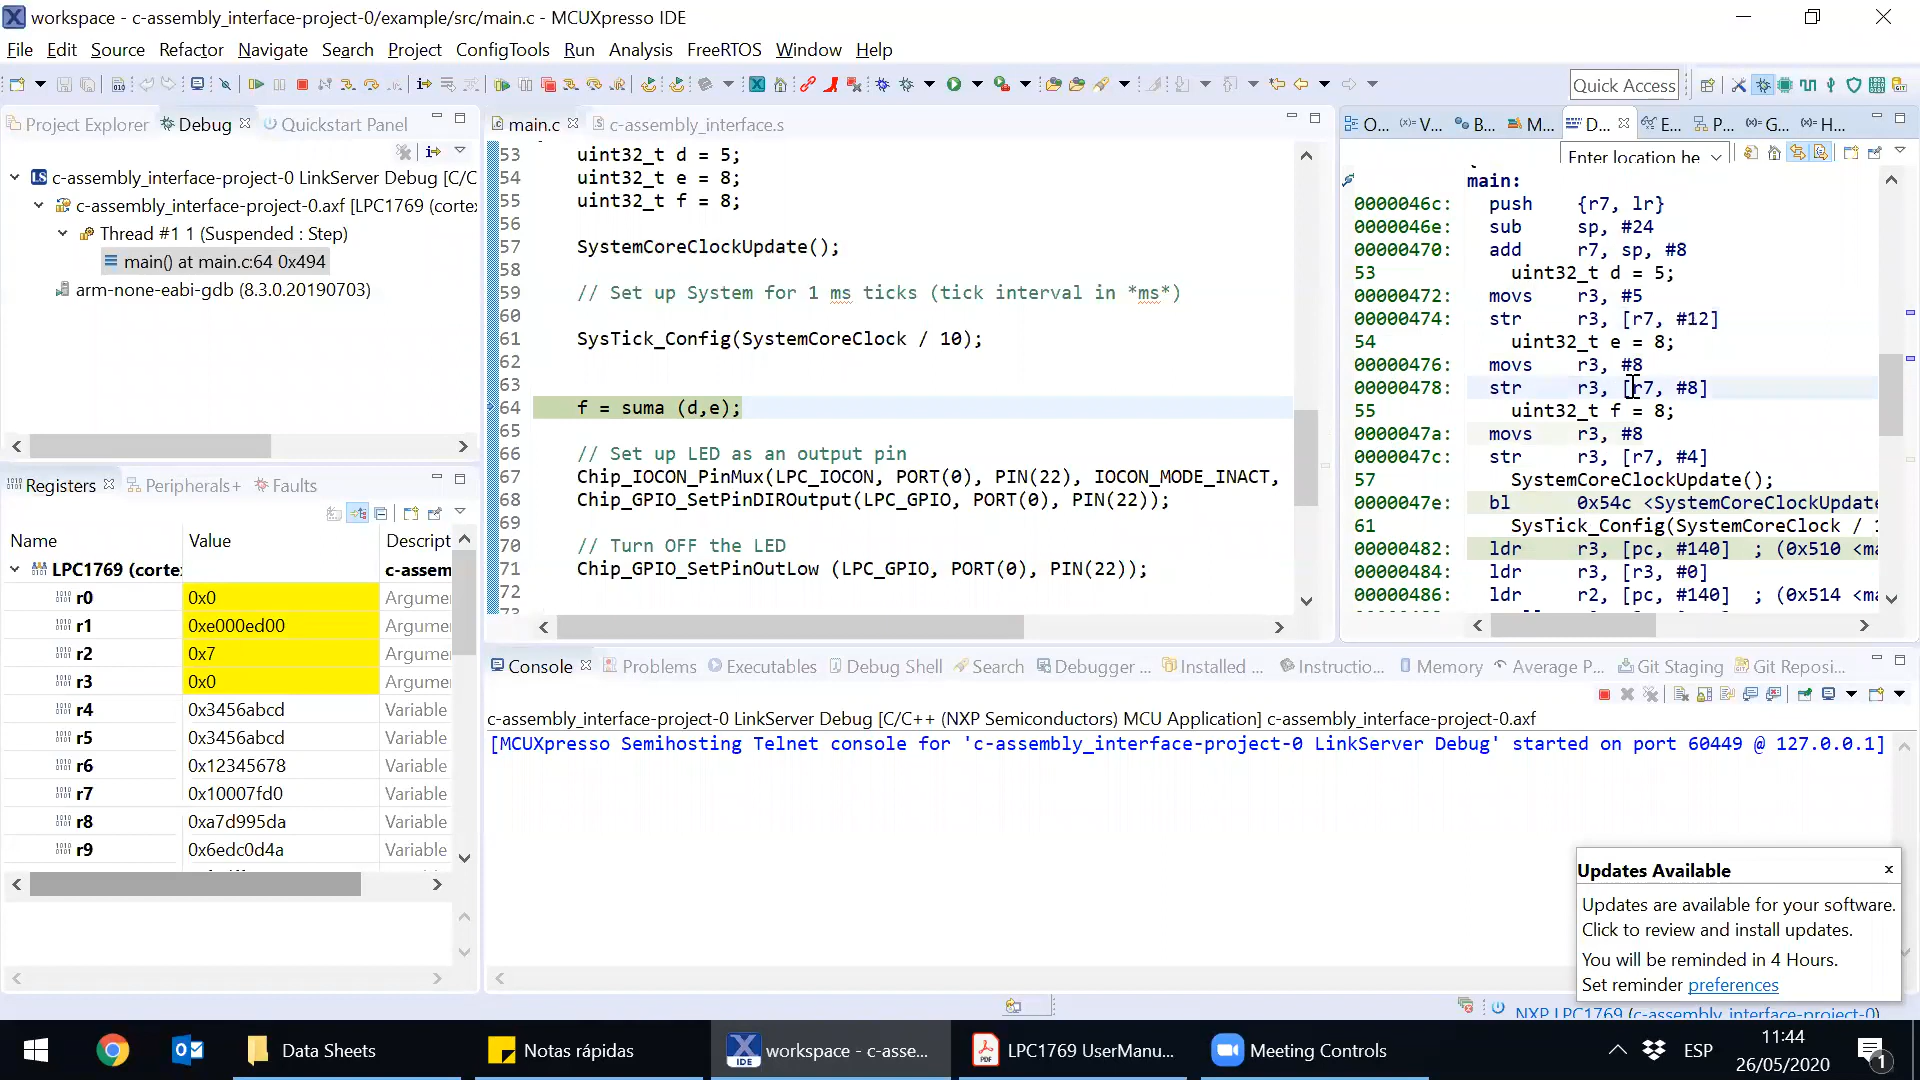 workspace - c-assembly_interface-project-0/example/src/main.c - MCUXpresso IDE
File Edit Source Refactor Navigate Search Project ConfigTools Run Analysis FreeRTOS Window Help
Quick Access
Project Explorer Debug Quickstart Panel
c-assembly_interface-project-0 LinkServer Debug [C/C
c-assembly_interface-project-0.axf [LPC1769 (cortex
Thread #1 1 (Suspended : Step)
main() at main.c:64 0x494
arm-none-eabi-gdb (8.3.0.20190703)
Registers Peripherals+ Faults
Name Value Descript
LPC1769 (corte: c-assem
r0 0x0 Argume
r1 0xe000ed00 Argume
r2 0x7 Argume
r3 0x0 Argume
r4 0x3456abcd Variable
r5 0x3456abcd Variable
r6 0x12345678 Variable
r7 0x10007fd0 Variable
r8 0xa7d995da Variable
r9 0x6edc0d4a Variable
main.c c-assembly_interface.s
53 uint32_t d = 5;
54 uint32_t e = 8;
55 uint32_t f = 8;
56
57 SystemCoreClockUpdate();
58
59 // Set up System for 1 ms ticks (tick interval in *ms*)
60
61 SysTick_Config(SystemCoreClock / 10);
62
63
64 f = suma (d,e);
65
66 // Set up LED as an output pin
67 Chip_IOCON_PinMux(LPC_IOCON, PORT(0), PIN(22), IOCON_MODE_INACT,
68 Chip_GPIO_SetPinDIROutput(LPC_GPIO, PORT(0), PIN(22));
69
70 // Turn OFF the LED
71 Chip_GPIO_SetPinOutLow (LPC_GPIO, PORT(0), PIN(22));
72
O... V... B... M... D... E... P... G... H...
Enter location he
main:
0000046c: push {r7, lr}
0000046e: sub sp, #24
00000470: add r7, sp, #8
53 uint32_t d = 5;
00000472: movs r3, #5
00000474: str r3, [r7, #12]
54 uint32_t e = 8;
00000476: movs r3, #8
00000478: str r3, [r7, #8]
55 uint32_t f = 8;
0000047a: movs r3, #8
0000047c: str r3, [r7, #4]
57 SystemCoreClockUpdate();
0000047e: bl 0x54c <SystemCoreClockUpdate
61 SysTick_Config(SystemCoreClock / 1
00000482: ldr r3, [pc, #140] ; (0x510 <ma
00000484: ldr r3, [r3, #0]
00000486: ldr r2, [pc, #140] ; (0x514 <ma
Console Problems Executables Debug Shell Search Debugger ... Installed ... Instructio... Memory Average P... Git Staging Git Reposi...
c-assembly_interface-project-0 LinkServer Debug [C/C++ (NXP Semiconductors) MCU Application] c-assembly_interface-project-0.axf
[MCUXpresso Semihosting Telnet console for 'c-assembly_interface-project-0 LinkServer Debug' started on port 60449 @ 127.0.0.1]
Updates Available
Updates are available for your software.
Click to review and install updates.
You will be reminded in 4 Hours.
Set reminder preferences
NXP LPC1769 (c-assembly_interface-project-0)
Data Sheets Notas rápidas workspace - c-asse... LPC1769 UserManu... Meeting Controls ESP
11:44
26/05/2020
1